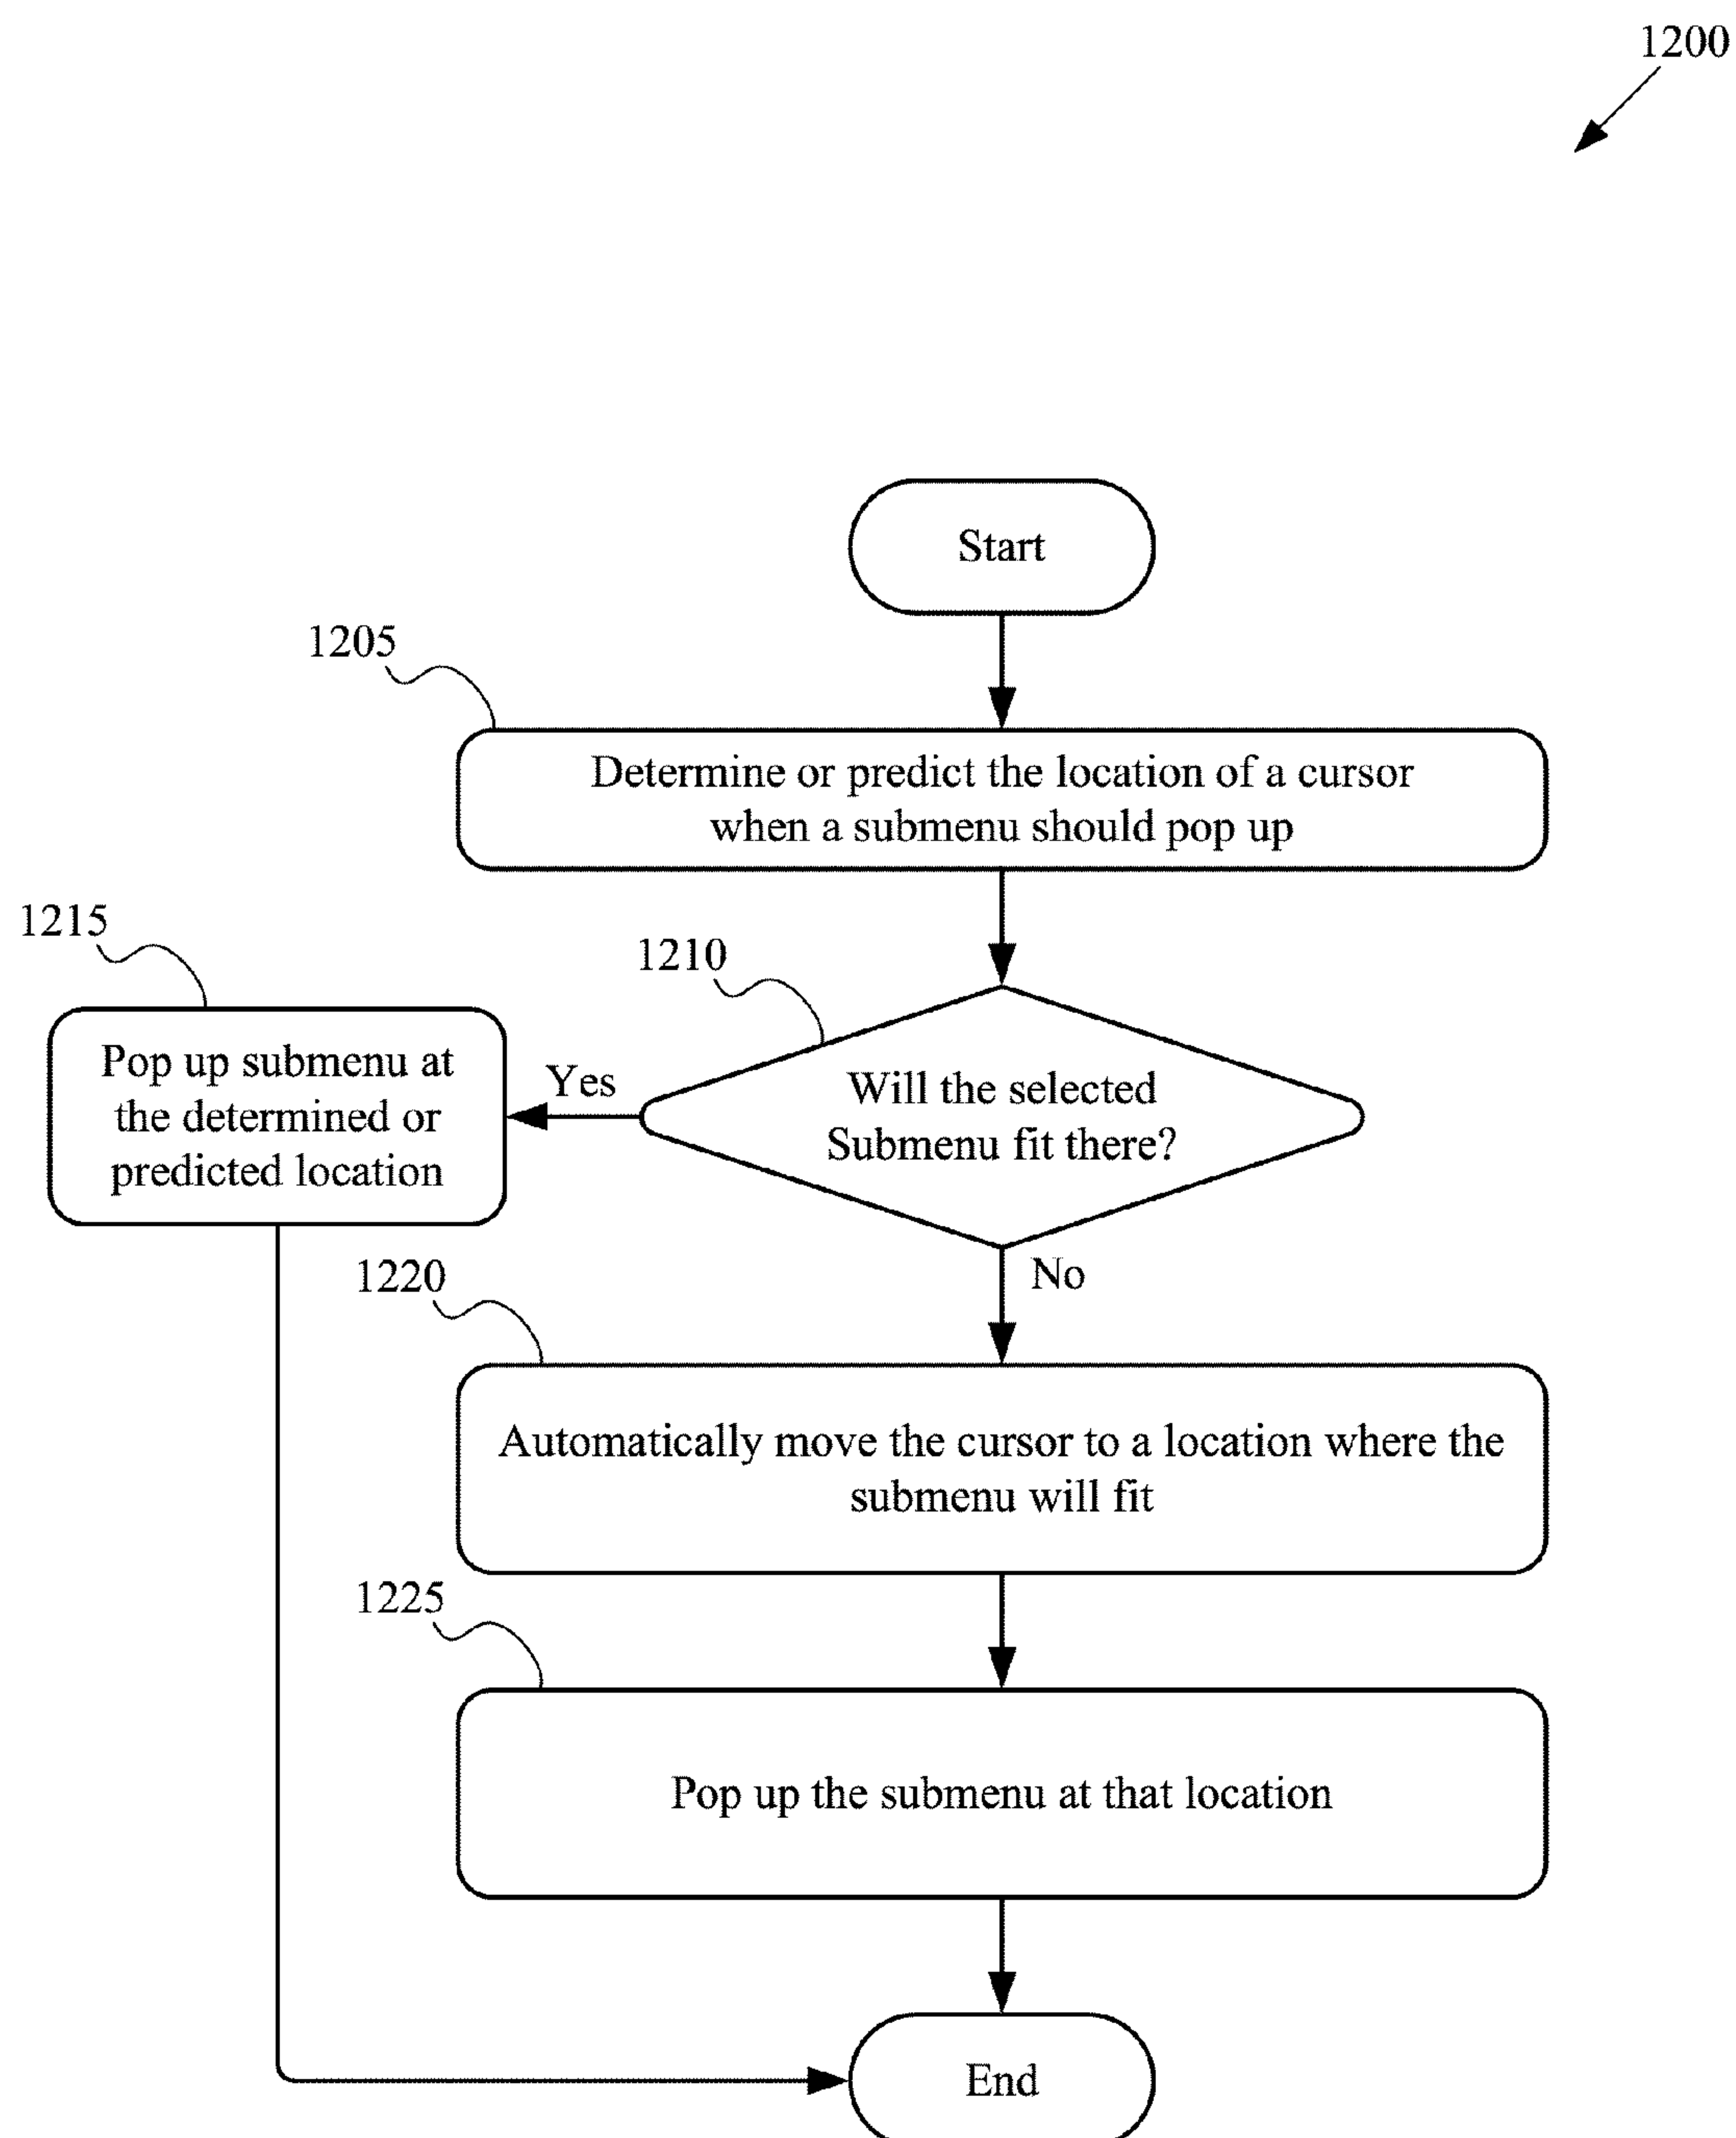 1200
Start
1205
Determine or predict the location of a cursor
when a submenu should pop up
1215
1210
Pop up submenu at
the determined or
predicted location
Yes
Will the selected
Submenu fit there?
No
1220
Automatically move the cursor to a location where the
submenu will fit
1225
Pop up the submenu at that location
End